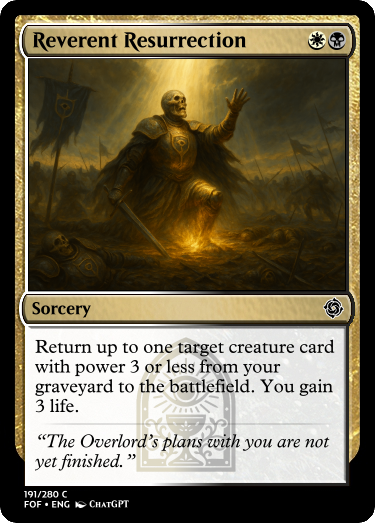 Reverent Resurrection
Sorcery
Return up to one target creature card
with power 3 or less from your
graveyard to the battlefield. You gain
3 life.
“The Overlord’s plans with you are not
yet finished.”
191/280 C
FOF • ENG ChatGPT